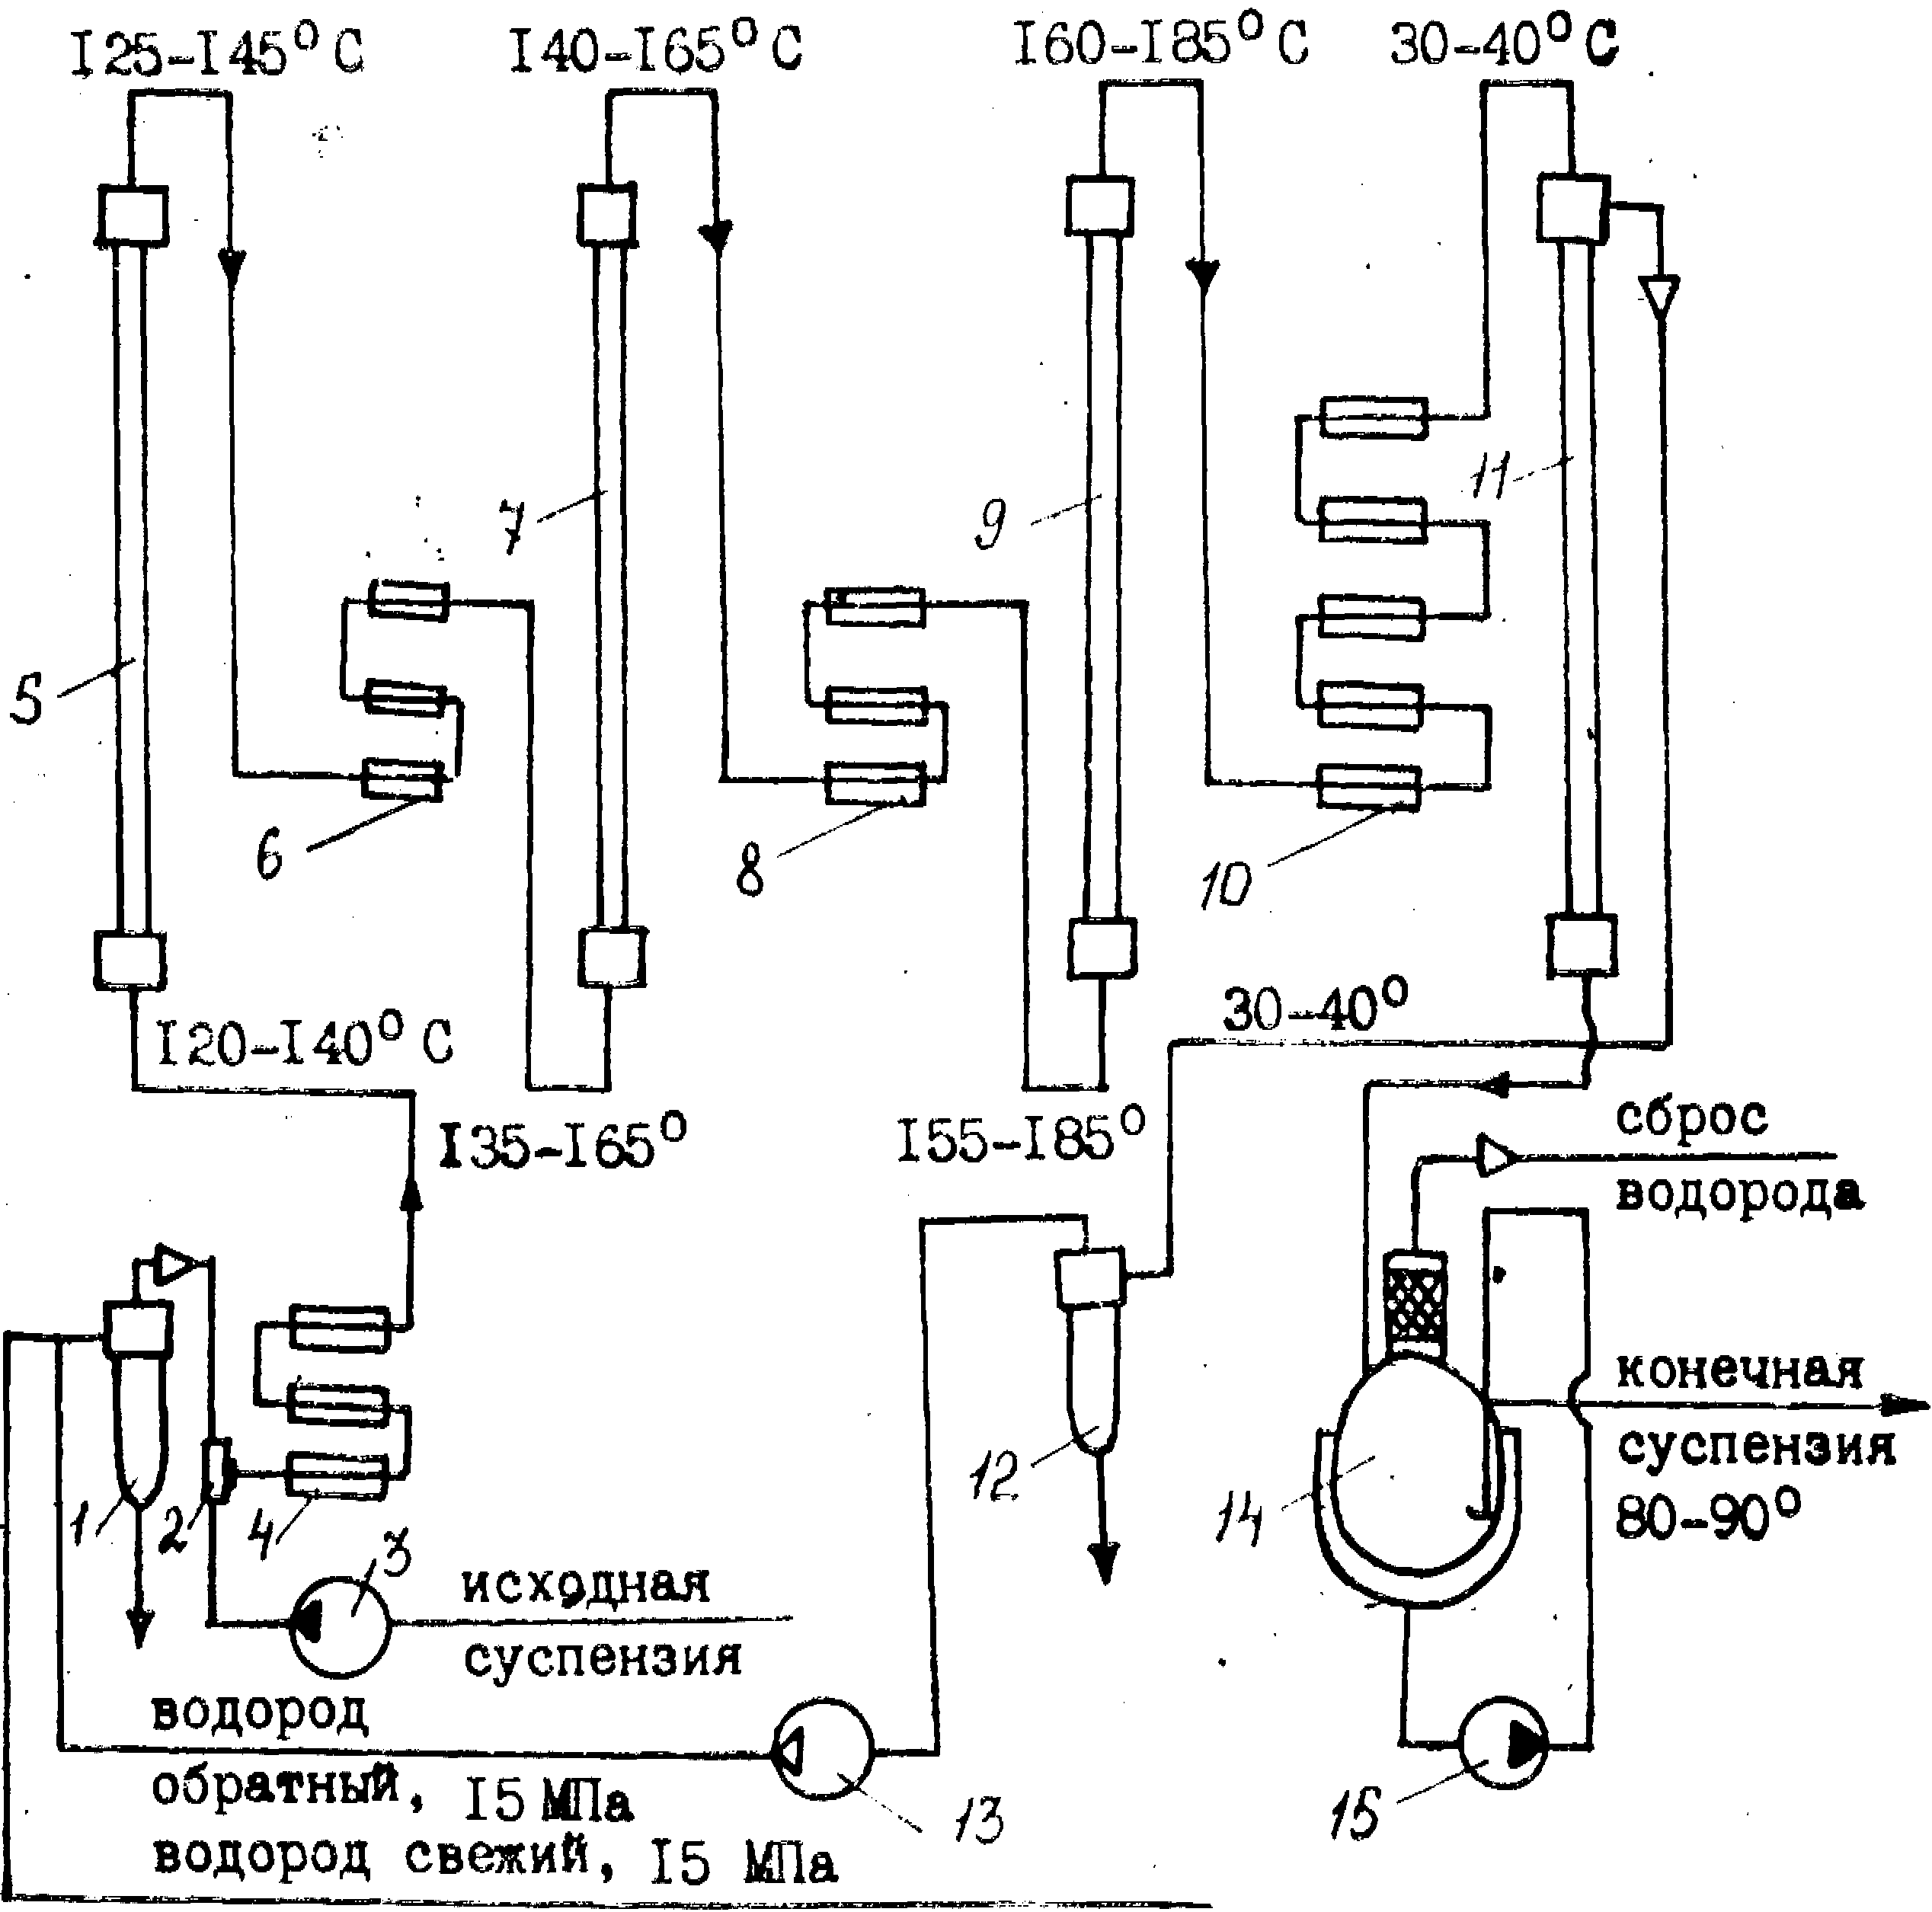 I25-I45° C
I40-I65° C
I60-I85° C
30-40° C
11
7
9
5
6
8
10
30-40°
I20-I40° C
I35-I65°
I55-I85°
сброс
водорода
конечная
суспензия
80-90°
12
14
1
2
4
3
исходная
суспензия
водород
обратный, I5 МПа
13
15
водород свежий, I5 МПа